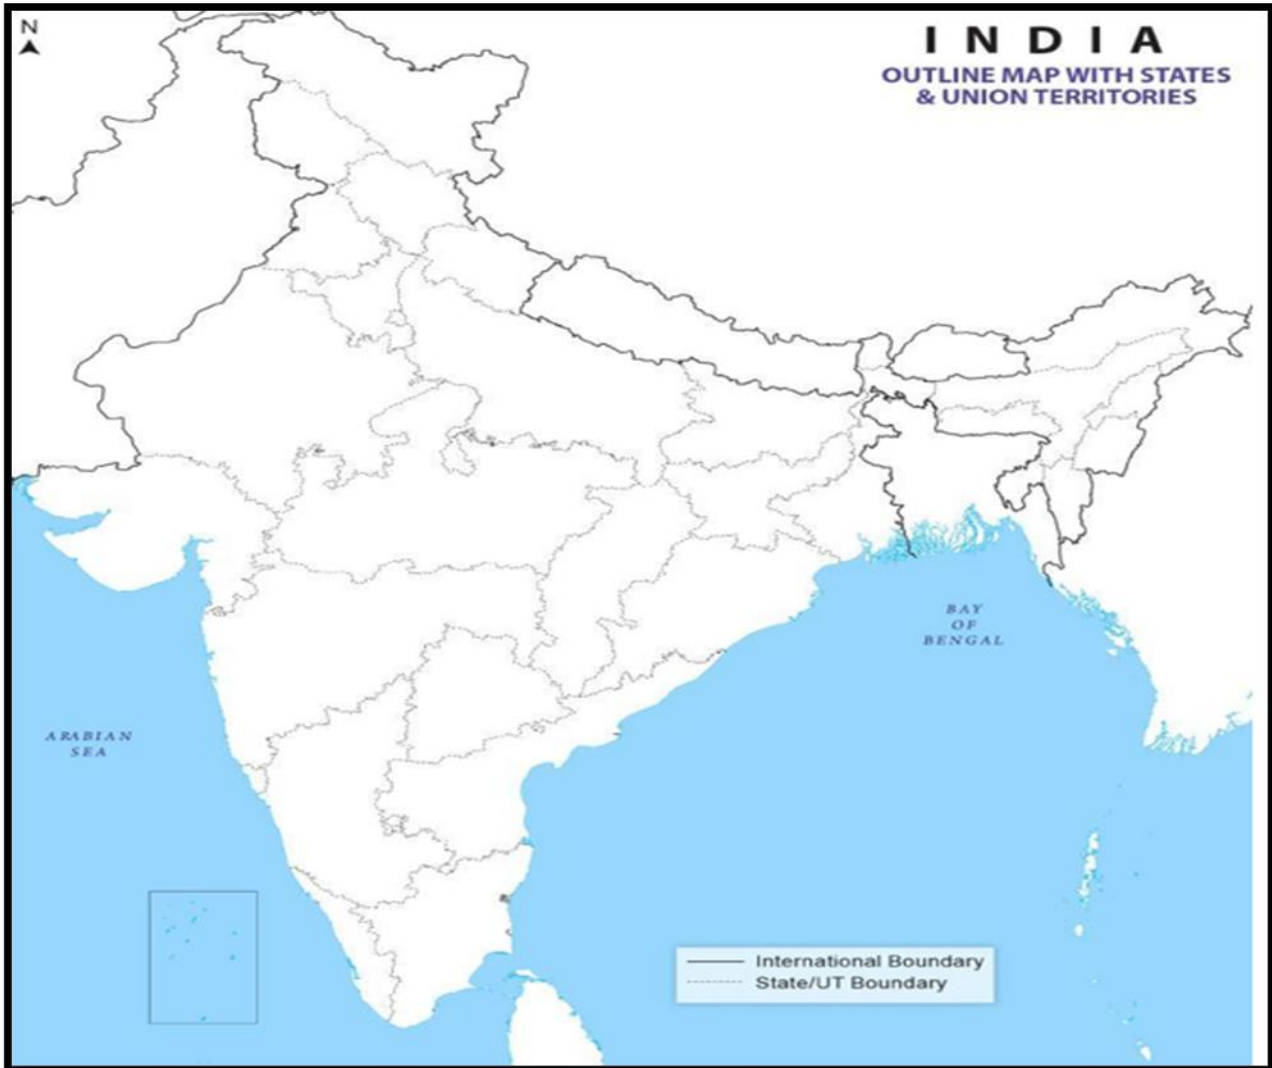 N
INDIA
OUTLINE MAP WITH STATES
& UNION TERRITORIES
BAY
OF
BENGAL
ARABIAN
SEA
International Boundary
State/UT Boundary